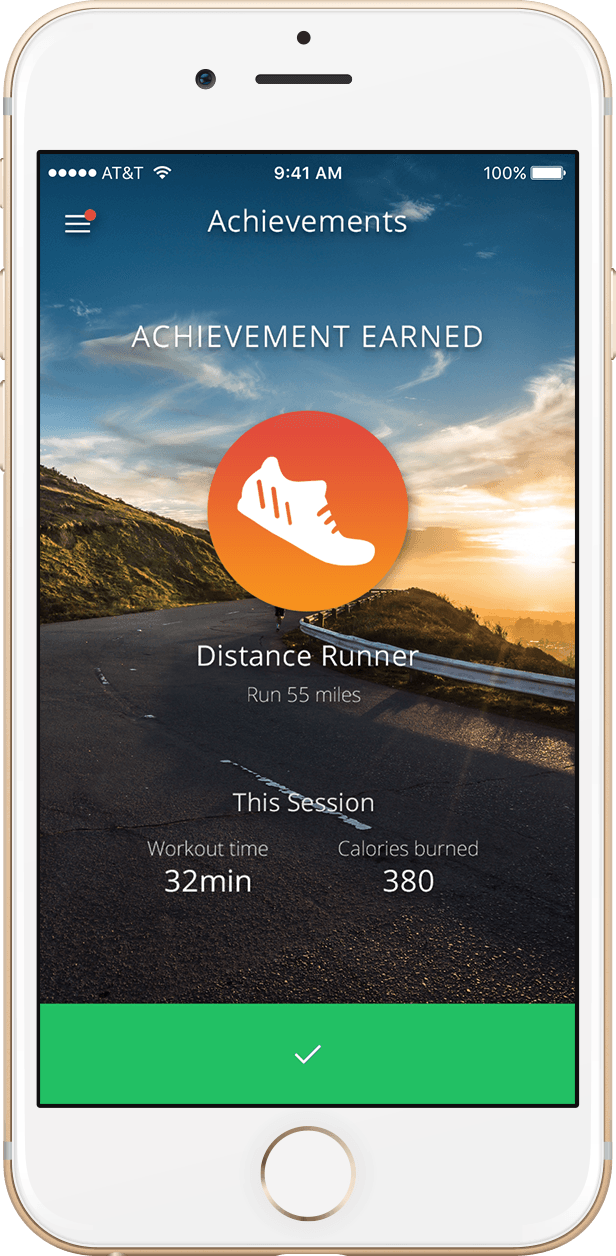 AT&T 9:41 AM 100%
Achievements
ACHIEVEMENT EARNED
Distance Runner
Run 55 miles
This Session
Workout time Calories burned
32min 380